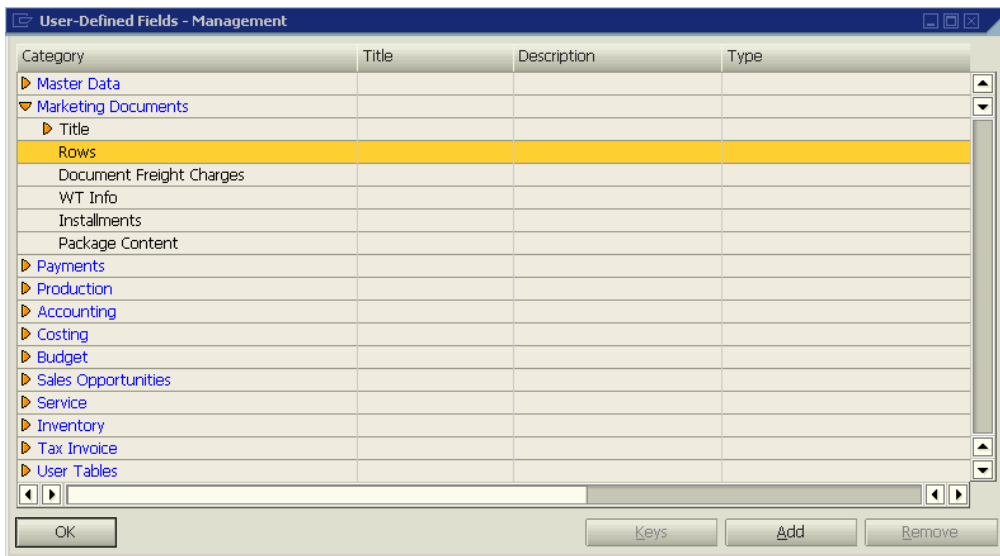 User-Defined Fields - Management
Category Title Description Type
Master Data
Marketing Documents
Title
Rows
Document Freight Charges
WT Info
Installments
Package Content
Payments
Production
Accounting
Costing
Budget
Sales Opportunities
Service
Inventory
Tax Invoice
User Tables
OK Keys Add Remove